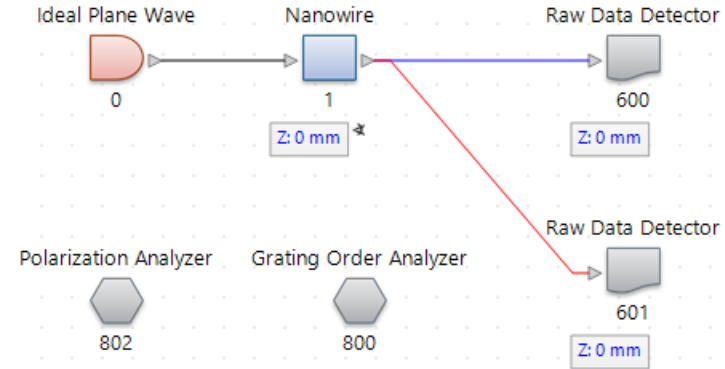 Ideal Plane Wave
Nanowire
Raw Data Detector
0
1
600
Z: 0 mm
Z: 0 mm
Raw Data Detector
Polarization Analyzer
Grating Order Analyzer
601
802
800
Z: 0 mm